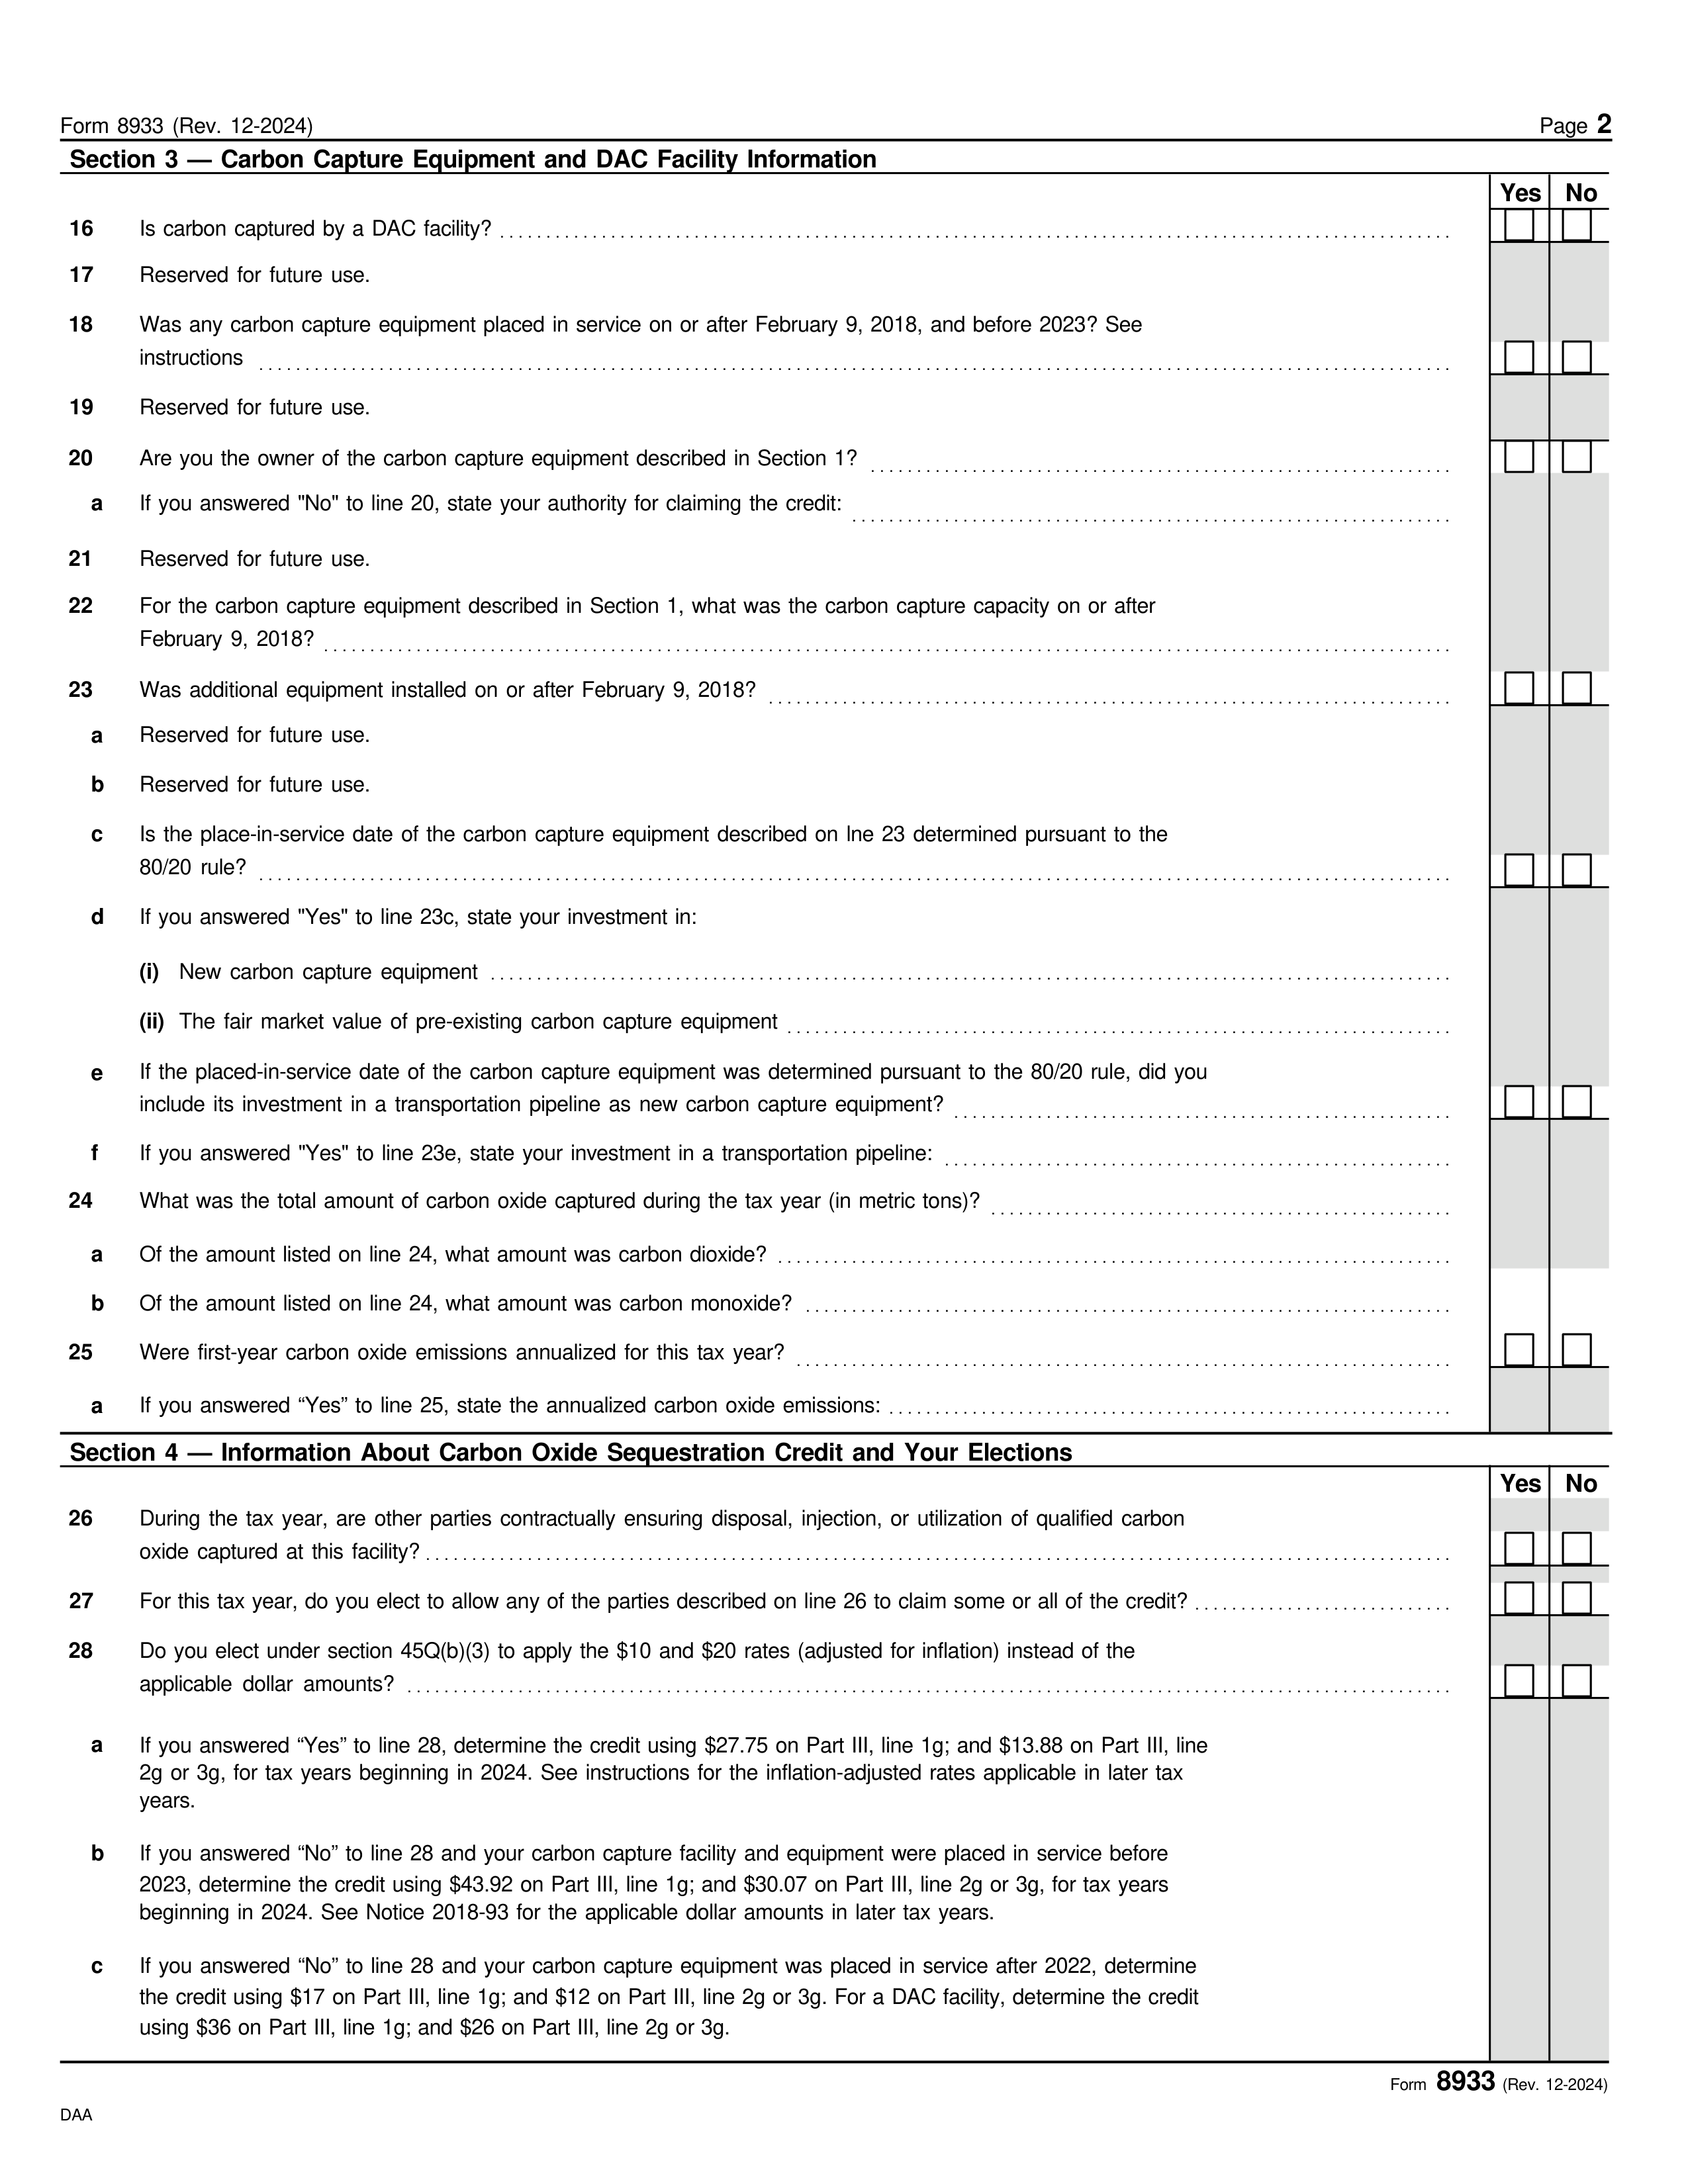 Form 8933 (Rev. 12-2024) Page 2
Section 3 — Carbon Capture Equipment and DAC Facility Information
Yes No
16 Is carbon captured by a DAC facility?
17 Reserved for future use.
18 Was any carbon capture equipment placed in service on or after February 9, 2018, and before 2023? See
instructions
19 Reserved for future use.
20 Are you the owner of the carbon capture equipment described in Section 1?
a If you answered "No" to line 20, state your authority for claiming the credit:
21 Reserved for future use.
22 For the carbon capture equipment described in Section 1, what was the carbon capture capacity on or after
February 9, 2018?
23 Was additional equipment installed on or after February 9, 2018?
a Reserved for future use.
b Reserved for future use.
c Is the place-in-service date of the carbon capture equipment described on lne 23 determined pursuant to the
80/20 rule?
d If you answered "Yes" to line 23c, state your investment in:
(i) New carbon capture equipment
(ii) The fair market value of pre-existing carbon capture equipment
e If the placed-in-service date of the carbon capture equipment was determined pursuant to the 80/20 rule, did you
include its investment in a transportation pipeline as new carbon capture equipment?
f If you answered "Yes" to line 23e, state your investment in a transportation pipeline:
24 What was the total amount of carbon oxide captured during the tax year (in metric tons)?
a Of the amount listed on line 24, what amount was carbon dioxide?
b Of the amount listed on line 24, what amount was carbon monoxide?
25 Were first-year carbon oxide emissions annualized for this tax year?
a If you answered “Yes” to line 25, state the annualized carbon oxide emissions:
Section 4 — Information About Carbon Oxide Sequestration Credit and Your Elections
Yes No
26 During the tax year, are other parties contractually ensuring disposal, injection, or utilization of qualified carbon
oxide captured at this facility?
27 For this tax year, do you elect to allow any of the parties described on line 26 to claim some or all of the credit?
28 Do you elect under section 45Q(b)(3) to apply the $10 and $20 rates (adjusted for inflation) instead of the
applicable dollar amounts?
a If you answered “Yes” to line 28, determine the credit using $27.75 on Part III, line 1g; and $13.88 on Part III, line
2g or 3g, for tax years beginning in 2024. See instructions for the inflation-adjusted rates applicable in later tax
years.
b If you answered “No” to line 28 and your carbon capture facility and equipment were placed in service before
2023, determine the credit using $43.92 on Part III, line 1g; and $30.07 on Part III, line 2g or 3g, for tax years
beginning in 2024. See Notice 2018-93 for the applicable dollar amounts in later tax years.
c If you answered “No” to line 28 and your carbon capture equipment was placed in service after 2022, determine
the credit using $17 on Part III, line 1g; and $12 on Part III, line 2g or 3g. For a DAC facility, determine the credit
using $36 on Part III, line 1g; and $26 on Part III, line 2g or 3g.
Form 8933 (Rev. 12-2024)
DAA